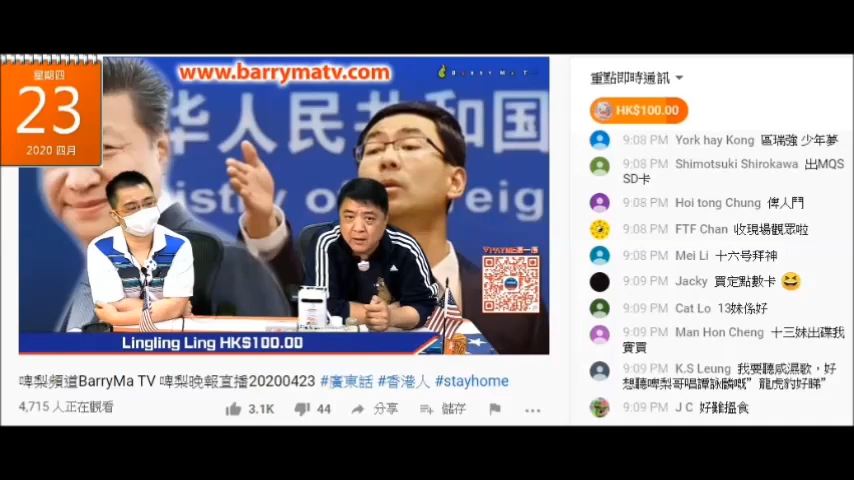 星期四
23
2020 四月
www.barrymatv.com
BARRYMATV
華人民共和國
istry of Foreign
Lingling Ling HK$100.00
啤梨頻道BarryMa TV 啤梨晚報直播20200423 #廣東話 #香港人 #stayhome
4,715 人正在觀看
3.1K
44
分享
儲存
重點即時通訊
HK$100.00
9:08 PM York hay Kong 區瑞強 少年夢
9:08 PM Shimotsuki Shirokawa 出MQS
SD卡
9:08 PM Hoi tong Chung 俾人鬥
9:08 PM FTF Chan 收現場觀眾啦
9:08 PM Mei Li 十六号拜神
9:09 PM Jacky 買定點數卡 😆
9:09 PM Cat Lo 13妹係好
9:09 PM Man Hon Cheng 十三妹出碟我
實買
9:09 PM K.S Leung 我要聽咸濕歌，好
想聽啤梨哥唱譚詠麟嘅”龍虎豹好睇”
9:09 PM J C 好難搵食